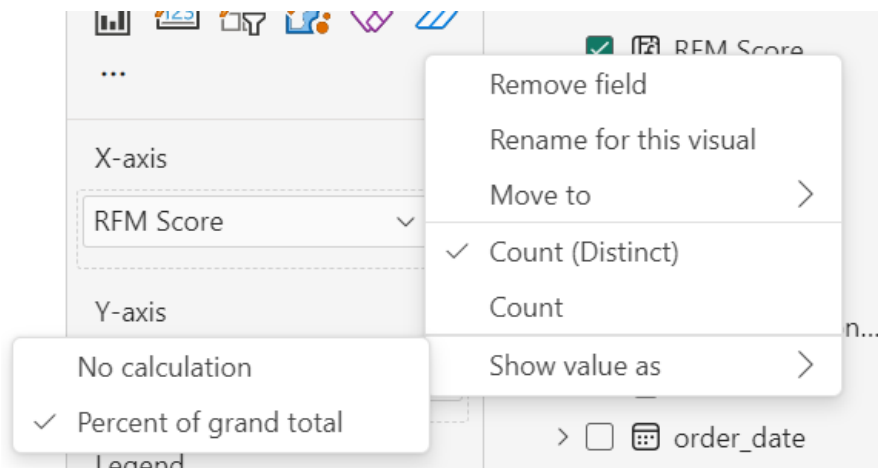 123
RFM Score
...
Remove field
Rename for this visual
X-axis
Move to
RFM Score
Count (Distinct)
Count
Y-axis
n...
No calculation
Show value as
Percent of grand total
order_date
Legend